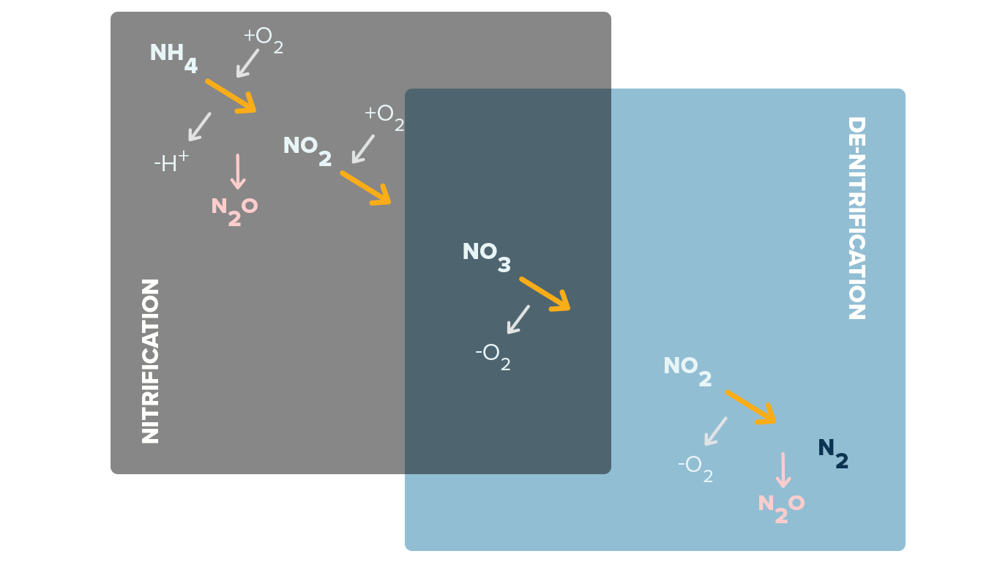 NH4
+O2
-H+
N2O
NO2
+O2
NITRIFICATION
NO3
-O2
DE-NITRIFICATION
NO2
-O2
N2
N2O